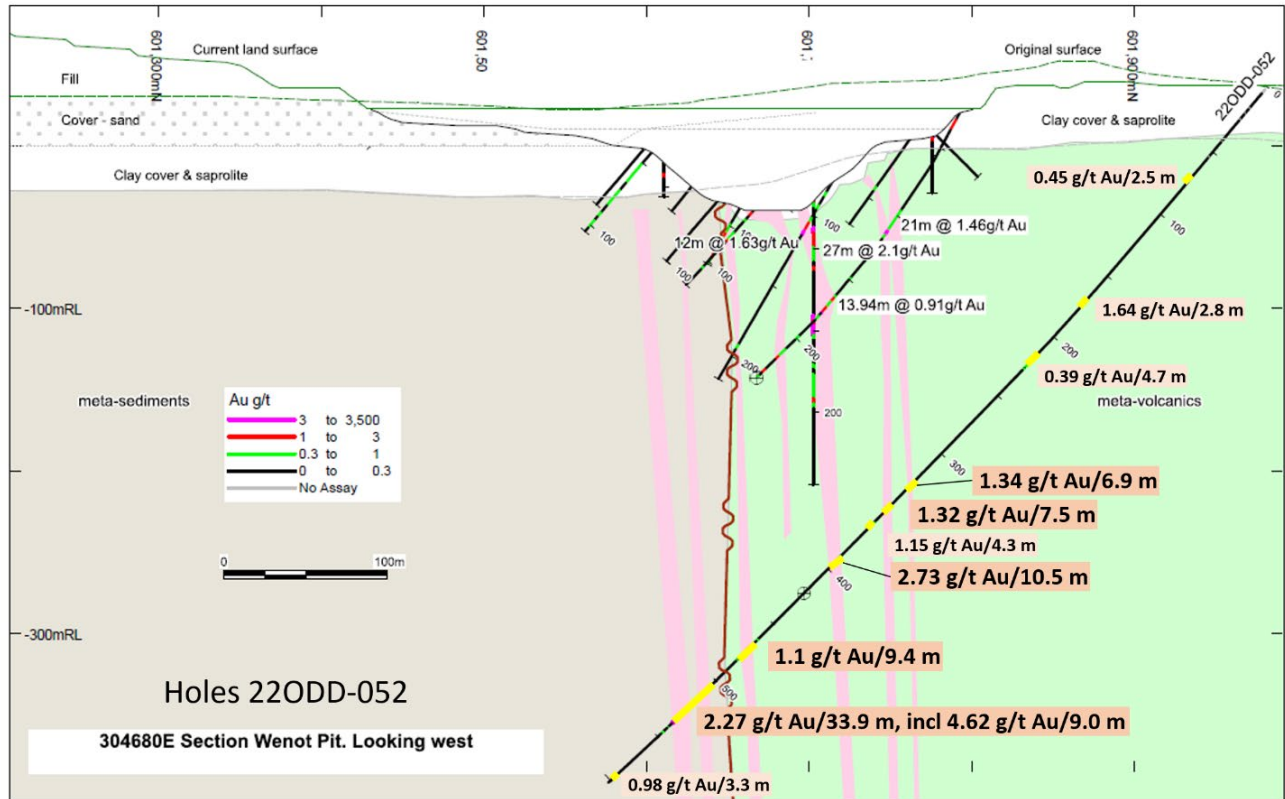 Current land surface
Original surface
601,300mN
601,50
601,7
601,900mN
22ODD-052
0
Fill
Cover - sand
Clay cover & saprolite
Clay cover & saprolite
0.45 g/t Au/2.5 m
100
100
12m @ 1.63g/t Au
100
100
100
100
21m @ 1.46g/t Au
27m @ 2.1g/t Au
13.94m @ 0.91g/t Au
-100mRL
1.64 g/t Au/2.8 m
200
200
200
0.39 g/t Au/4.7 m
meta-volcanics
meta-sediments
200
Au g/t
3 to 3,500
1 to 3
0.3 to 1
0 to 0.3
No Assay
300
1.34 g/t Au/6.9 m
1.32 g/t Au/7.5 m
1.15 g/t Au/4.3 m
2.73 g/t Au/10.5 m
0 100m
400
-300mRL
1.1 g/t Au/9.4 m
500
Holes 22ODD-052
2.27 g/t Au/33.9 m, incl 4.62 g/t Au/9.0 m
304680E Section Wenot Pit. Looking west
0.98 g/t Au/3.3 m